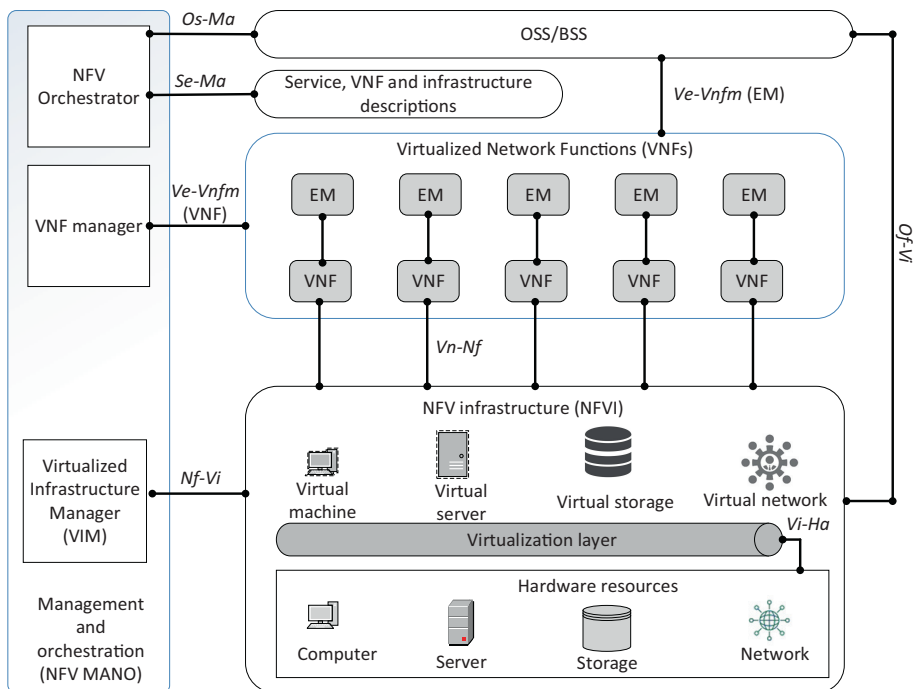 Os-Ma
OSS/BSS
NFV
Orchestrator
Se-Ma
Service, VNF and infrastructure
descriptions
Ve-Vnfm (EM)
Virtualized Network Functions (VNFs)
VNF manager
Ve-Vnfm
(VNF)
EM
EM
EM
EM
EM
VNF
VNF
VNF
VNF
VNF
Of-Vi
Vn-Nf
NFV infrastructure (NFVI)
Virtualized
Infrastructure
Manager
(VIM)
Nf-Vi
Virtual
machine
Virtual
server
Virtual storage
Virtual network
Vi-Ha
Virtualization layer
Hardware resources
Computer
Server
Storage
Network
Management
and
orchestration
(NFV MANO)